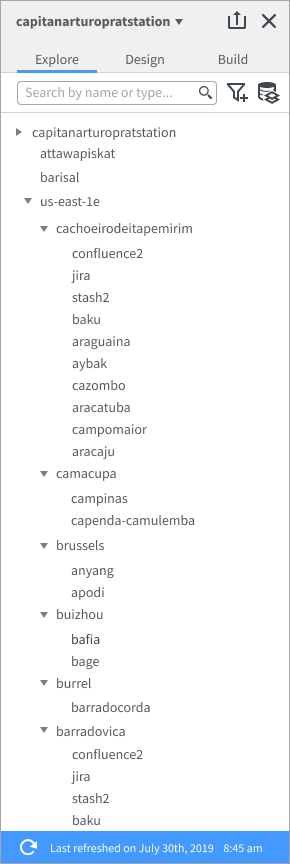 capitanarturopratstation
Explore Design Build
Search by name or type...
capitanarturopratstation
attawapiskat
barisal
us-east-1e
cachoeirodeitapemirim
confluence2
jira
stash2
baku
araguaina
aybak
cazombo
aracatuba
campomaior
aracaju
camacupa
campinas
capenda-camulemba
brussels
anyang
apodi
buizhou
bafia
bage
burrel
barradocorda
barradovica
confluence2
jira
stash2
baku
Last refreshed on July 30th, 2019 8:45 am